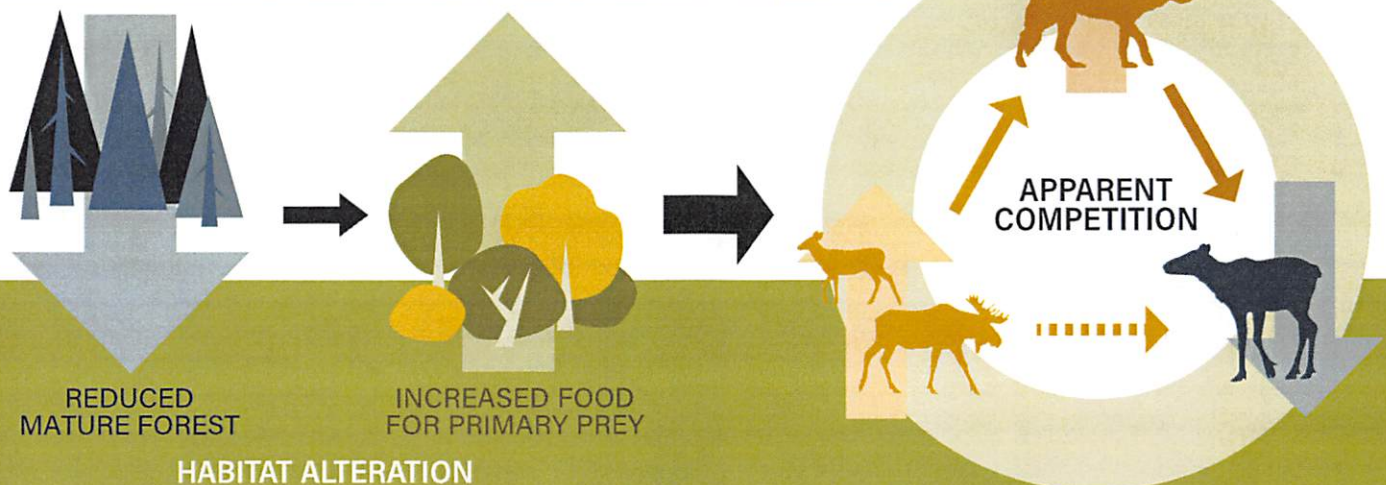 APPARENT
COMPETITION
REDUCED
MATURE FOREST
INCREASED FOOD
FOR PRIMARY PREY
HABITAT ALTERATION